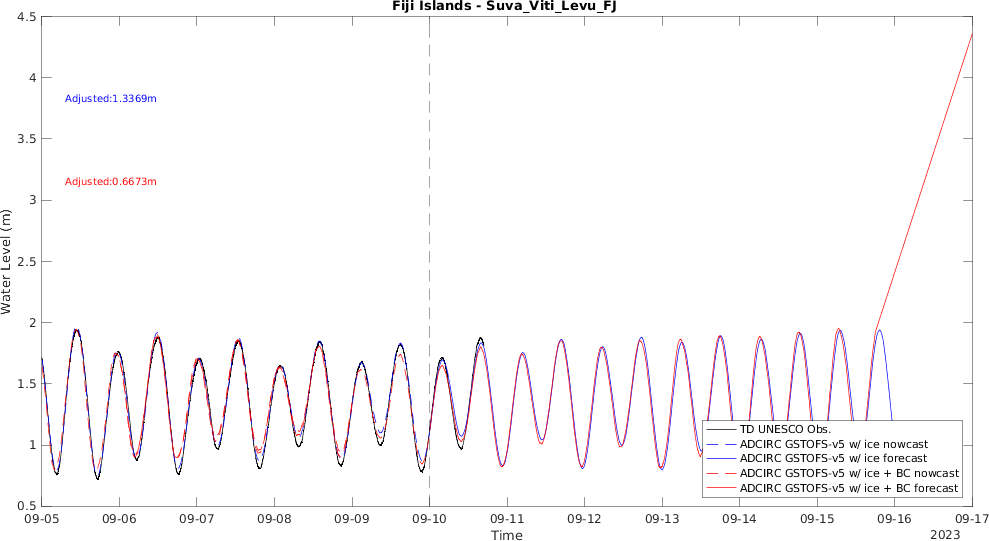 Fiji Islands - Suva_Viti_Levu_FJ
4.5
4
3.5
3
2.5
2
1.5
1
0.5
Water Level (m)
Adjusted:1.3369m
Adjusted:0.6673m
TD UNESCO Obs.
ADCIRC GSTOFS-v5 w/ ice nowcast
ADCIRC GSTOFS-v5 w/ ice forecast
ADCIRC GSTOFS-v5 w/ ice + BC nowcast
ADCIRC GSTOFS-v5 w/ ice + BC forecast
09-05 09-06 09-07 09-08 09-09 09-10 09-11 09-12 09-13 09-14 09-15 09-16 09-17
Time
2023